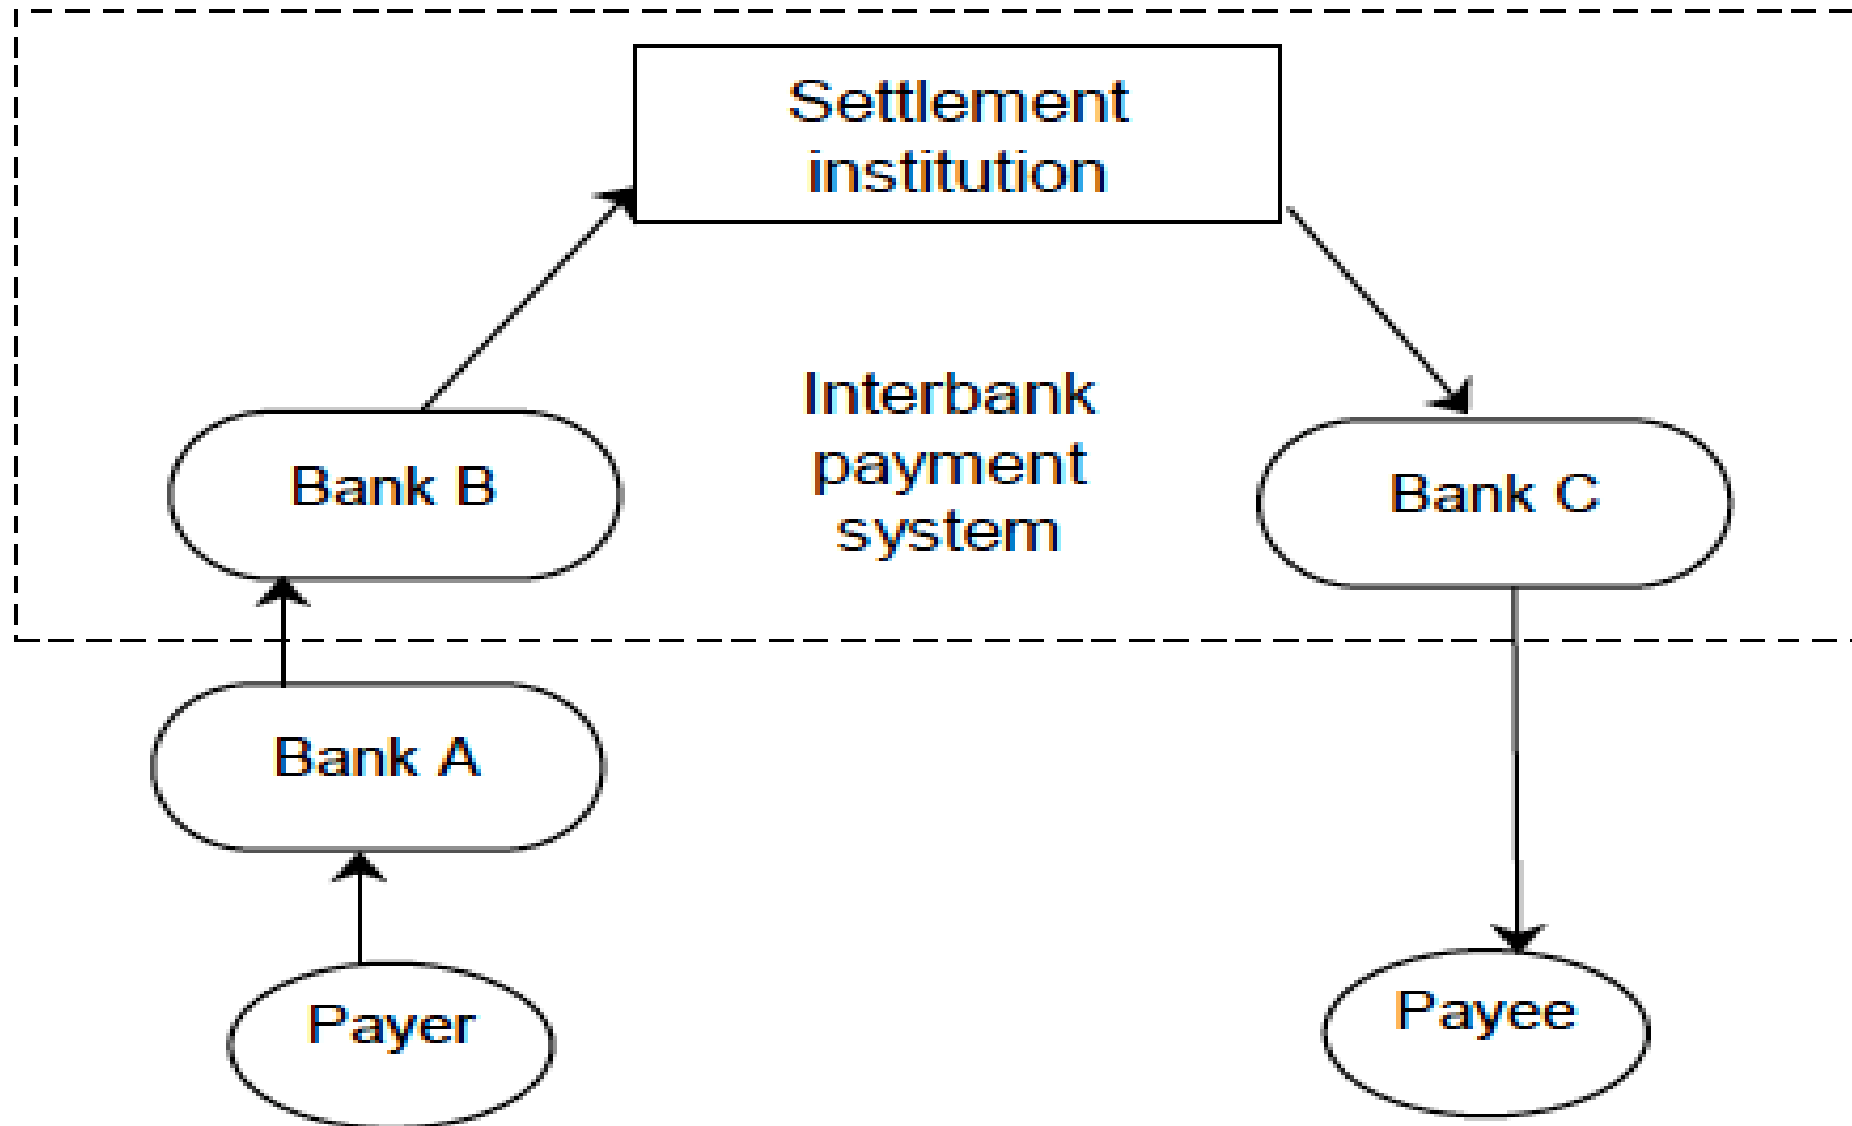 Settlement
institution
Interbank
payment
system
Bank B
Bank C
Bank A
Payer
Payee